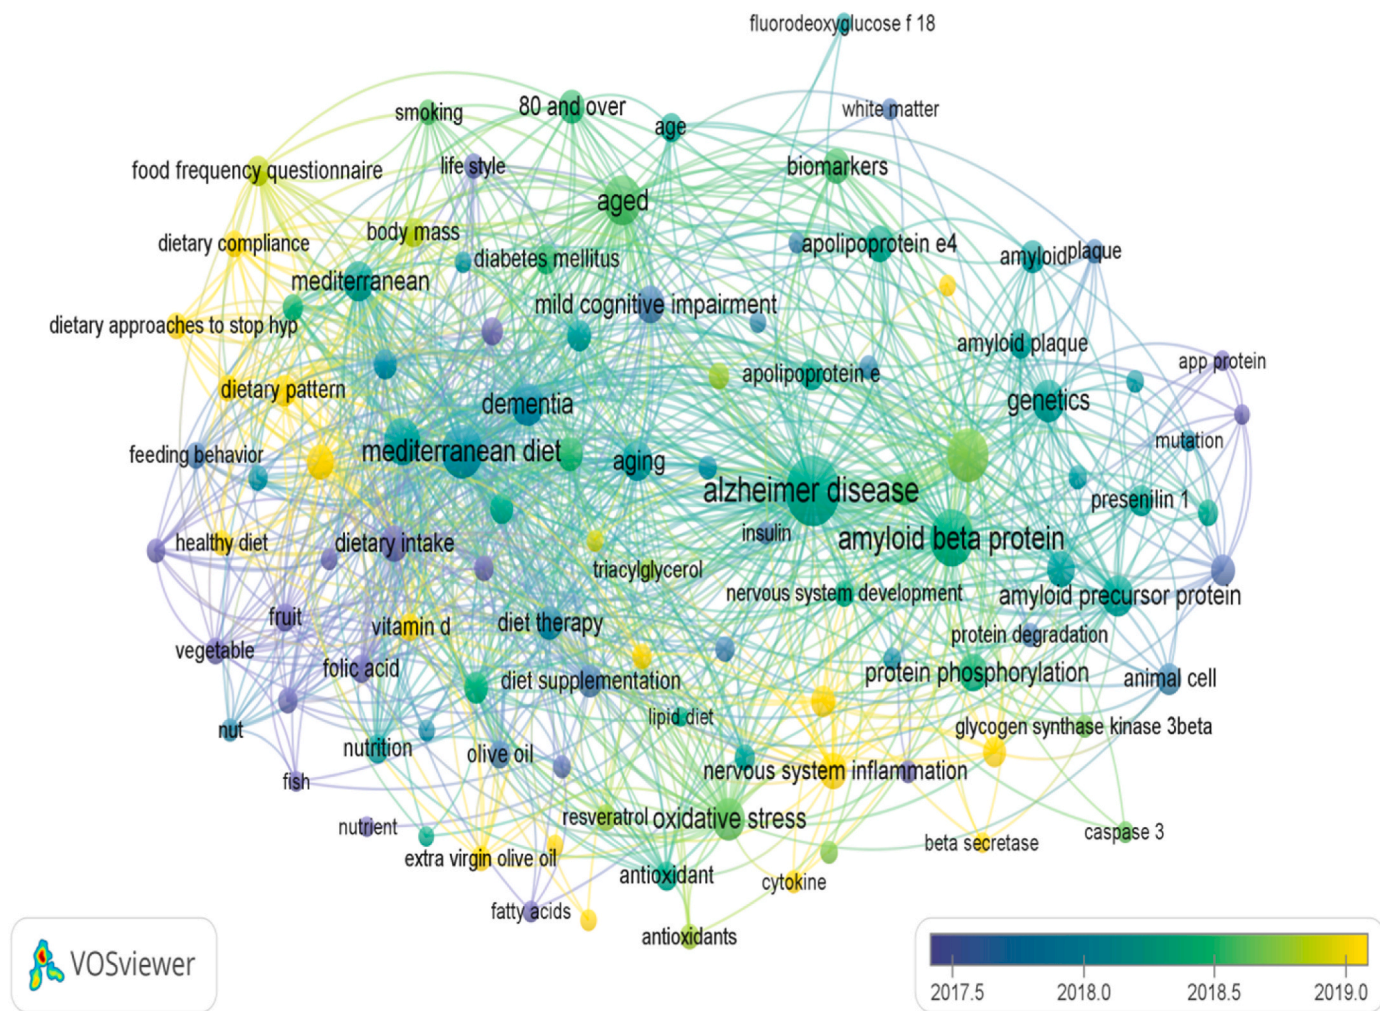 fluorodeoxyglucose f 18
smoking
80 and over
age
white matter
food frequency questionnaire
life style
biomarkers
aged
dietary compliance
body mass
diabetes mellitus
apolipoprotein e4
amyloid
plaque
mediterranean
mild cognitive impairment
dietary approaches to stop hyp
amyloid plaque
app protein
dietary pattern
dementia
apolipoprotein e
genetics
feeding behavior
mediterranean diet
aging
alzheimer disease
mutation
presenilin 1
healthy diet
dietary intake
insulin
amyloid beta protein
triacylglycerol
nervous system development
amyloid precursor protein
fruit
vitamin d
diet therapy
protein degradation
vegetable
folic acid
diet supplementation
protein phosphorylation
animal cell
nut
nutrition
olive oil
lipid diet
glycogen synthase kinase 3beta
fish
nervous system inflammation
nutrient
resveratrol
oxidative stress
beta secretase
caspase 3
extra virgin olive oil
antioxidant
cytokine
fatty acids
antioxidants
VOSviewer
2017.5
2018.0
2018.5
2019.0